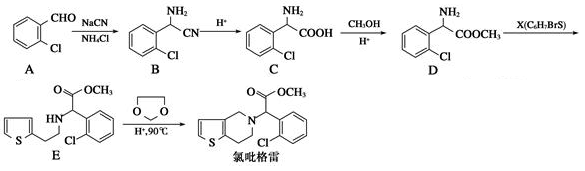 CHO
Cl
A
NaCN
NH₄Cl
NH₂
CN
Cl
B
H⁺
NH₂
COOH
Cl
C
CH₃OH
H⁺
NH₂
COOCH₃
Cl
D
X(C₆H₇BrS)
O
OCH₃
HN
S
Cl
E
O
O
H⁺,90℃
O
OCH₃
N
S
Cl
氯吡格雷